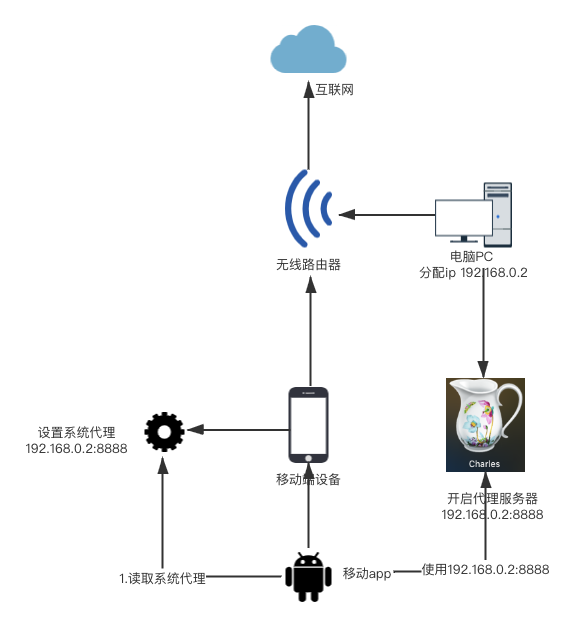 互联网
无线路由器
电脑PC
分配ip 192.168.0.2
设置系统代理
192.168.0.2:8888
移动端设备
Charles
开启代理服务器
192.168.0.2:8888
1.读取系统代理
移动app
使用192.168.0.2:8888